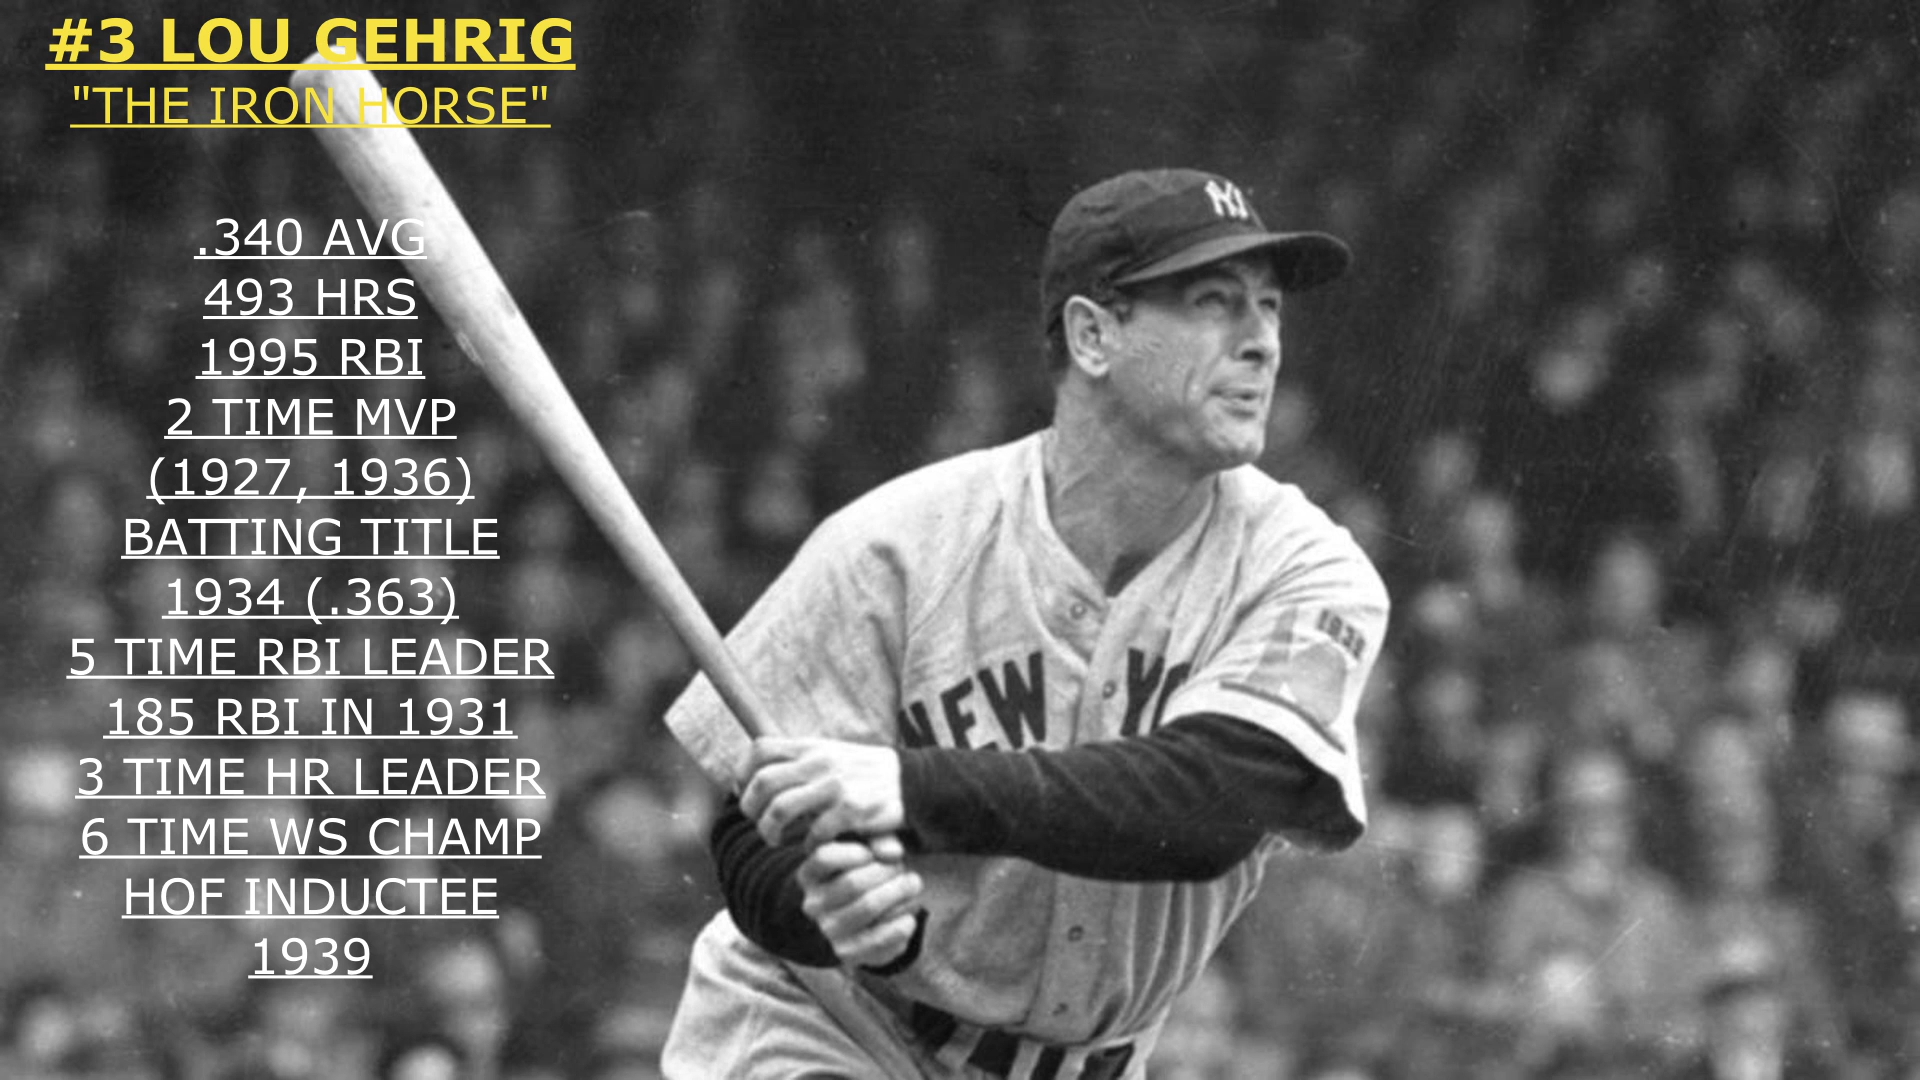 #3 LOU GEHRIG
"THE IRON HORSE"
.340 AVG
493 HRS
1995 RBI
2 TIME MVP
(1927, 1936)
BATTING TITLE
1934 (.363)
5 TIME RBI LEADER
185 RBI IN 1931
3 TIME HR LEADER
6 TIME WS CHAMP
HOF INDUCTEE
1939
NY
NEW YO